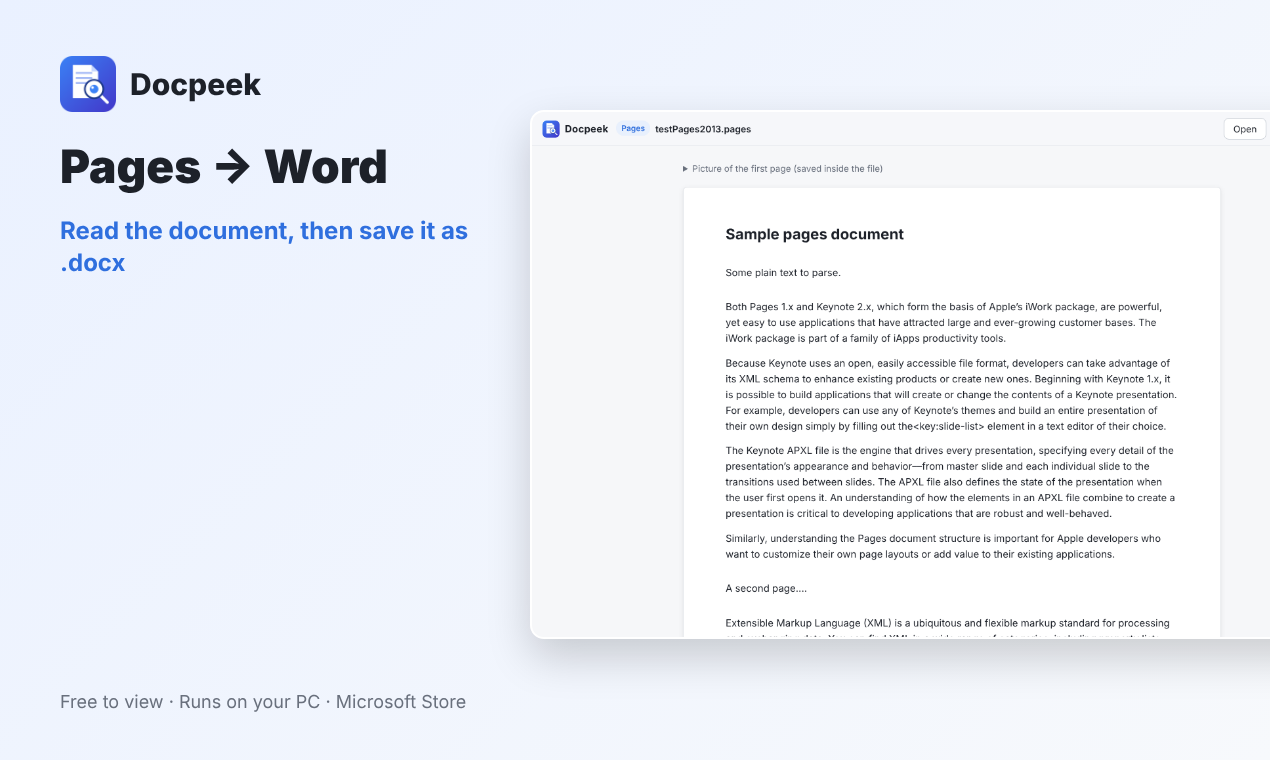 Docpeek
Pages → Word
Read the document, then save it as
.docx
Free to view · Runs on your PC · Microsoft Store
Docpeek Pages testPages2013.pages Open
▶ Picture of the first page (saved inside the file)
Sample pages document
Some plain text to parse.
Both Pages 1.x and Keynote 2.x, which form the basis of Apple’s iWork package, are powerful,
yet easy to use applications that have attracted large and ever-growing customer bases. The
iWork package is part of a family of iApps productivity tools.
Because Keynote uses an open, easily accessible file format, developers can take advantage of
its XML schema to enhance existing products or create new ones. Beginning with Keynote 1.x, it
is possible to build applications that will create or change the contents of a Keynote presentation.
For example, developers can use any of Keynote’s themes and build an entire presentation of
their own design simply by filling out the<key:slide-list> element in a text editor of their choice.
The Keynote APXL file is the engine that drives every presentation, specifying every detail of the
presentation’s appearance and behavior—from master slide and each individual slide to the
transitions used between slides. The APXL file also defines the state of the presentation when
the user first opens it. An understanding of how the elements in an APXL file combine to create a
presentation is critical to developing applications that are robust and well-behaved.
Similarly, understanding the Pages document structure is important for Apple developers who
want to customize their own page layouts or add value to their existing applications.
A second page....
Extensible Markup Language (XML) is a ubiquitous and flexible markup standard for processing